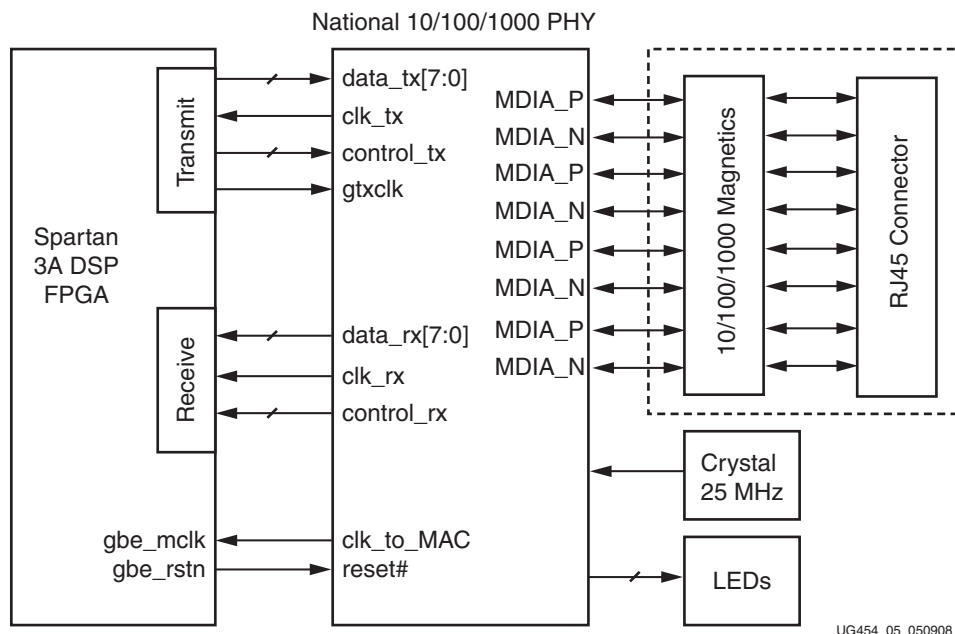 National 10/100/1000 PHY
Transmit
data_tx[7:0]
clk_tx
control_tx
gtxclk
Spartan
3A DSP
FPGA
Receive
data_rx[7:0]
clk_rx
control_rx
gbe_mclk
gbe_rstn
clk_to_MAC
reset#
MDIA_P
MDIA_N
MDIA_P
MDIA_N
MDIA_P
MDIA_N
MDIA_P
MDIA_N
10/100/1000 Magnetics
RJ45 Connector
Crystal
25 MHz
LEDs
UG454_05_050908